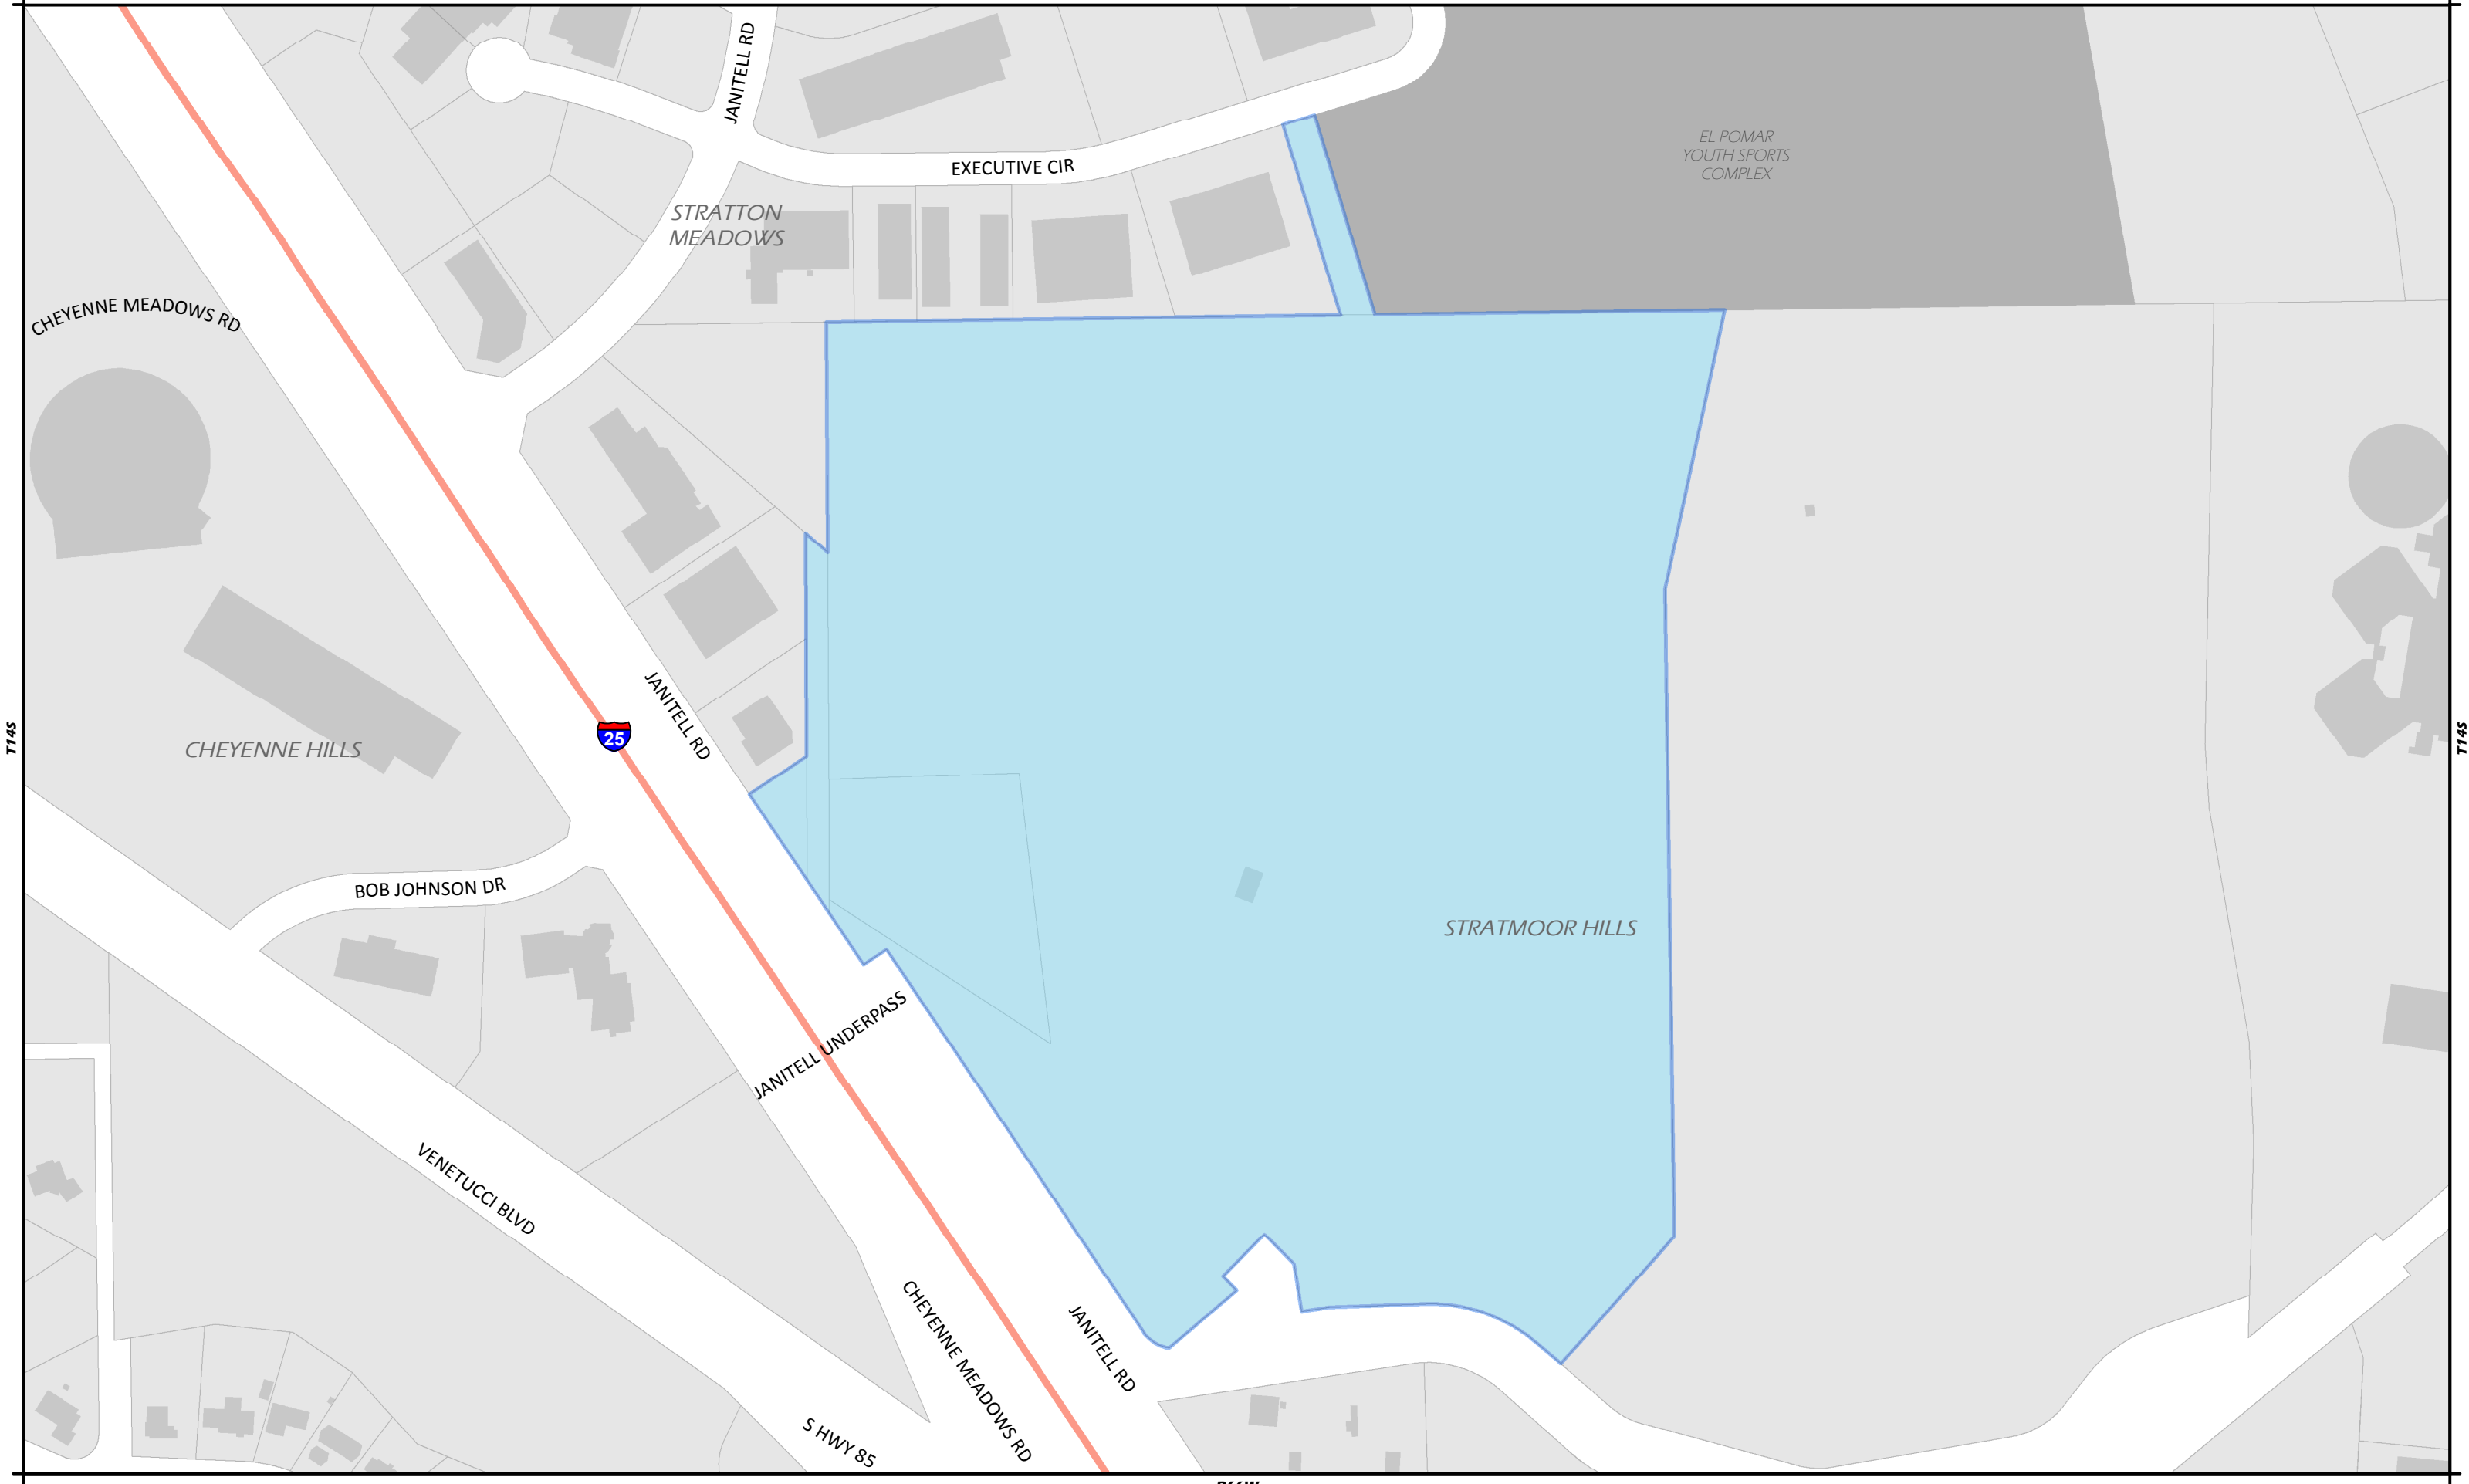 JANITELL RD
EL POMAR
YOUTH SPORTS
COMPLEX
EXECUTIVE CIR
STRATTON
MEADOWS
CHEYENNE MEADOWS RD
JANITELL RD
T14S
25
T14S
CHEYENNE HILLS
BOB JOHNSON DR
STRATMOOR HILLS
JANITELL UNDERPASS
VENETUCCI BLVD
CHEYENNE MEADOWS RD
JANITELL RD
S HWY 85